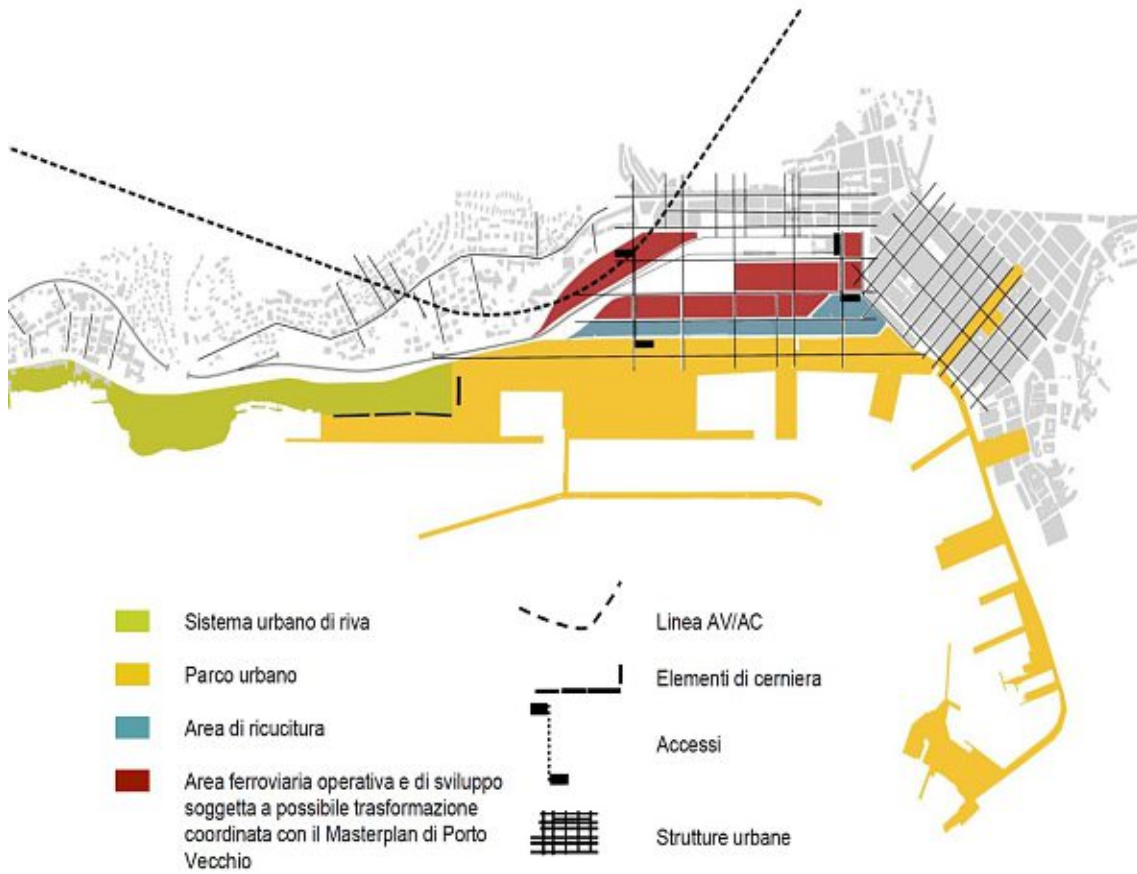 Sistema urbano di riva
Parco urbano
Area di ricucitura
Area ferroviaria operativa e di sviluppo
soggetta a possibile trasformazione
coordinata con il Masterplan di Porto
Vecchio
Linea AV/AC
Elementi di cerniera
Accessi
Strutture urbane